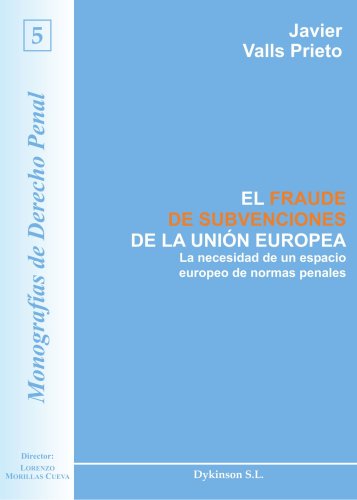 5
Monografías de Derecho Penal
Director:
LORENZO
MORILLAS CUEVA
Javier
Valls Prieto
EL FRAUDE
DE SUBVENCIONES
DE LA UNIÓN EUROPEA
La necesidad de un espacio
europeo de normas penales
Dykinson S.L.